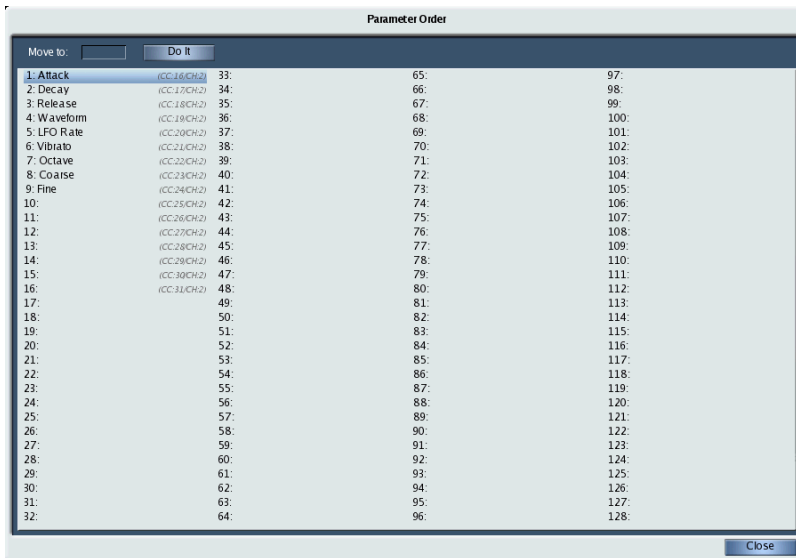 Parameter Order
Move to: Do It
1: Attack (CC:16/CH:2) 33: 65: 97:
2: Decay (CC:17/CH:2) 34: 66: 98:
3: Release (CC:18/CH:2) 35: 67: 99:
4: Waveform (CC:19/CH:2) 36: 68: 100:
5: LFO Rate (CC:20/CH:2) 37: 69: 101:
6: Vibrato (CC:21/CH:2) 38: 70: 102:
7: Octave (CC:22/CH:2) 39: 71: 103:
8: Coarse (CC:23/CH:2) 40: 72: 104:
9: Fine (CC:24/CH:2) 41: 73: 105:
10: (CC:25/CH:2) 42: 74: 106:
11: (CC:26/CH:2) 43: 75: 107:
12: (CC:27/CH:2) 44: 76: 108:
13: (CC:28/CH:2) 45: 77: 109:
14: (CC:29/CH:2) 46: 78: 110:
15: (CC:30/CH:2) 47: 79: 111:
16: (CC:31/CH:2) 48: 80: 112:
17: 49: 81: 113:
18: 50: 82: 114:
19: 51: 83: 115:
20: 52: 84: 116:
21: 53: 85: 117:
22: 54: 86: 118:
23: 55: 87: 119:
24: 56: 88: 120:
25: 57: 89: 121:
26: 58: 90: 122:
27: 59: 91: 123:
28: 60: 92: 124:
29: 61: 93: 125:
30: 62: 94: 126:
31: 63: 95: 127:
32: 64: 96: 128:
Close